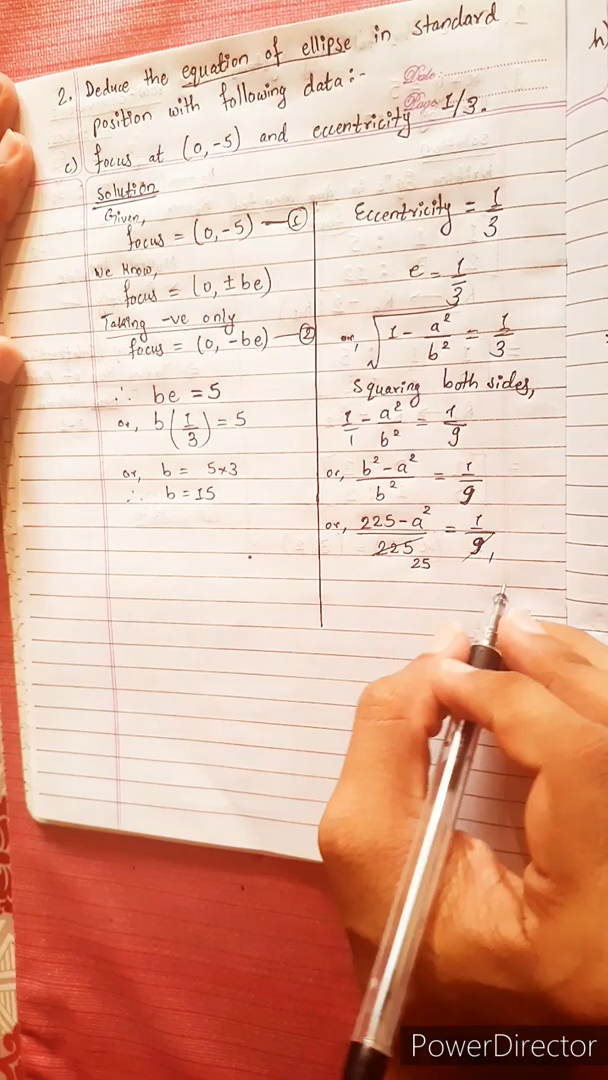 2. Deduce the equation of ellipse in standard
position with following data:-
Date:
Page:
c) focus at (0,-5) and eccentricity 1/3.
Solution
Given,
focus = (0,-5) — ①
We know,
focus = (0, ±be)
Taking -ve only
focus = (0, -be) — ②
∴ be = 5
or, b(1/3) = 5
or, b = 5×3
∴ b = 15
Eccentricity = 1/3
e = 1/3
or, √(1 - a²/b²) = 1/3
Squaring both sides,
1/1 - a²/b² = 1/9
or, (b² - a²)/b² = 1/9
or, (225 - a²)/225 = 1/9
25 1
h)
PowerDirector